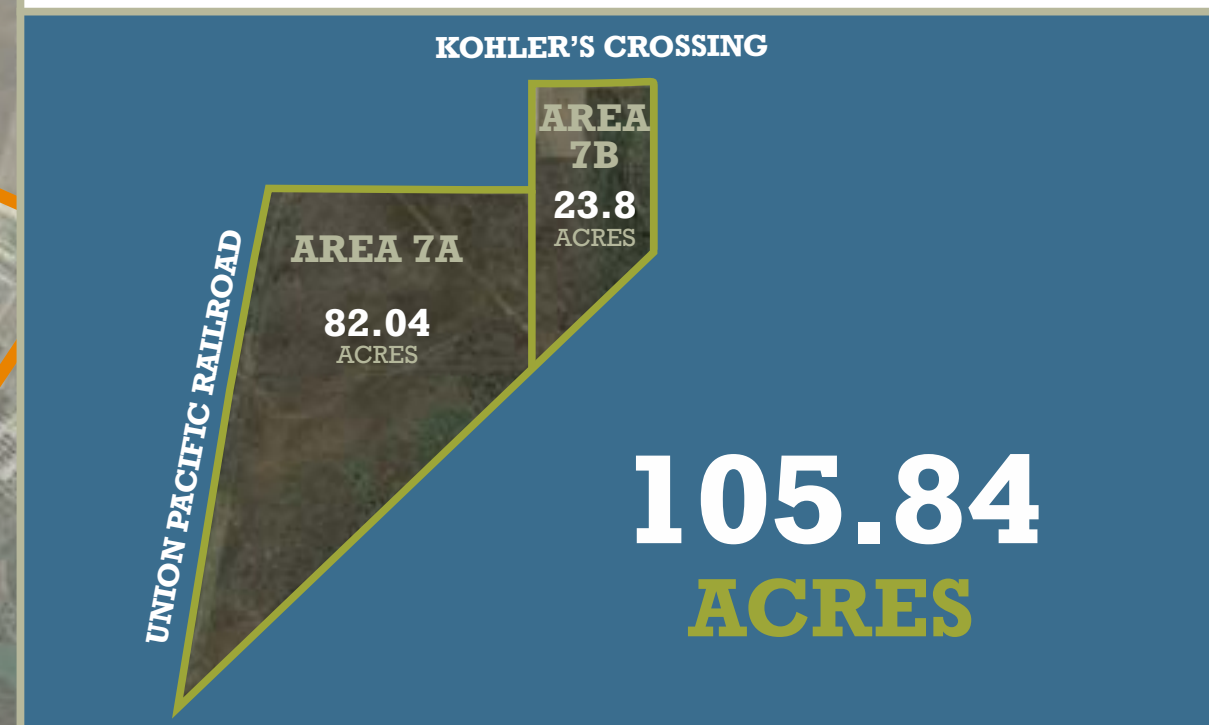 KOHLER'S CROSSING
AREA
7B
23.8
ACRES
AREA 7A
82.04
ACRES
UNION PACIFIC RAILROAD
105.84
ACRES